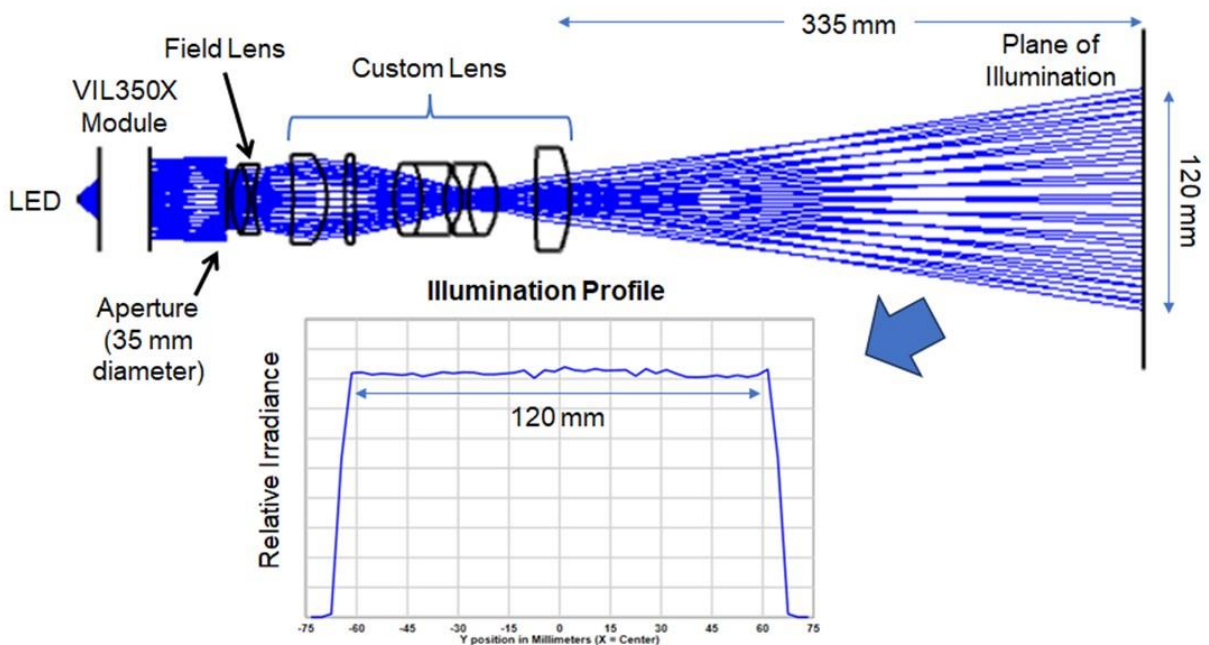 335 mm
Field Lens
Plane of
Illumination
Custom Lens
VIL350X
Module
LED
120 mm
Aperture
(35 mm
diameter)
Illumination Profile
Relative Irradiance
120 mm
-75 -60 -45 -30 -15 0 15 30 45 60 75
Y position in Millimeters (X = Center)